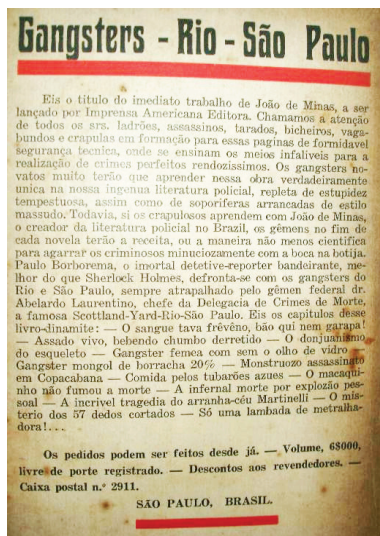 Gangsters - Rio - São Paulo
Eis o titulo do imediato trabalho de João de Minas, a ser
lançado por Imprensa Americana Editora. Chamamos a atenção
de todos os srs. ladrões, assassinos, tarados, bicheiros, vaga-
bundos e crapulas em formação para essas paginas de formidavel
segurança tecnica, onde se ensinam os meios infaliveis para a
realização de crimes perfeitos rendozissimos. Os gangsters no-
vatos muito terão que aprender nessa obra verdadeiramente
unica na nossa ingenua literatura policial, repleta de estupidez
tempestuosa, assim como de soporiferas arrancadas de estilo
massudo. Todavia, si os crapulosos aprendem com João de Minas,
o creador da literatura policial no Brazil, os gêmens no fim de
cada novela terão a receita, ou a maneira não menos cientifica
para agarrar os criminosos minuciozamente com a boca na botija.
Paulo Borborema, o imortal detetive-reporter bandeirante, me-
lhor do que Sherlock Holmes, defronta-se com os gangsters do
Rio e São Paulo, sempre atrapalhado pelo gêmen federal dr.
Abelardo Laurentino, chefe da Delegacia de Crimes de Morte,
a famosa Scottland-Yard-Rio-São Paulo. Eis os capitulos desse
livro-dinamite: — O sangue tava frêvêno, bão qui nem garapa!
— Assado vivo, bebendo chumbo derretido — O donjuanismo
do esqueleto — Gangster femea com sem o olho de vidro —
Gangster mongol de borracha 20% — Monstruozo assassinato
em Copacabana — Comida pelos tubarões azues — O macaqui-
nho não fumou a morte — A infernal morte por explozão pes-
soal — A incrivel tragedia do arranha-céu Martinelli — O mis-
terio dos 57 dedos cortados — Só uma lambada de metralha-
dora!...
Os pedidos podem ser feitos desde já. — Volume, 6$000,
livre de porte registrado. — Descontos aos revendedores. —
Caixa postal n.º 2911.
SÃO PAULO, BRASIL.